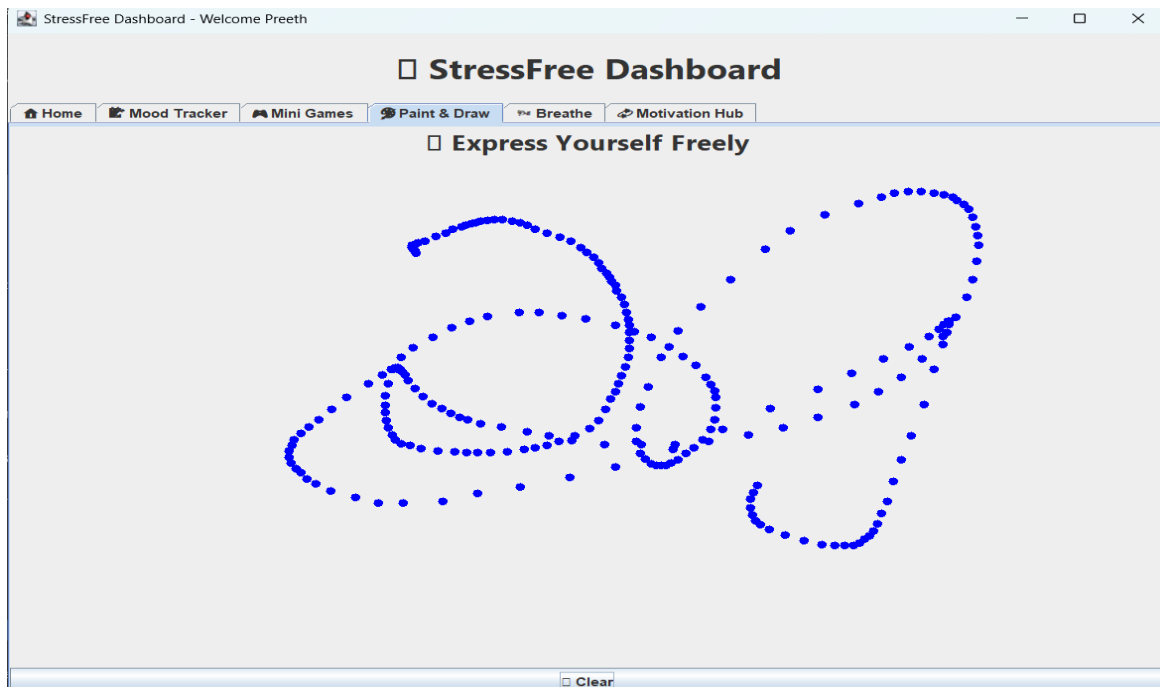 StressFree Dashboard - Welcome Preeth
StressFree Dashboard
Home Mood Tracker Mini Games Paint & Draw Breathe Motivation Hub
Express Yourself Freely
Clear